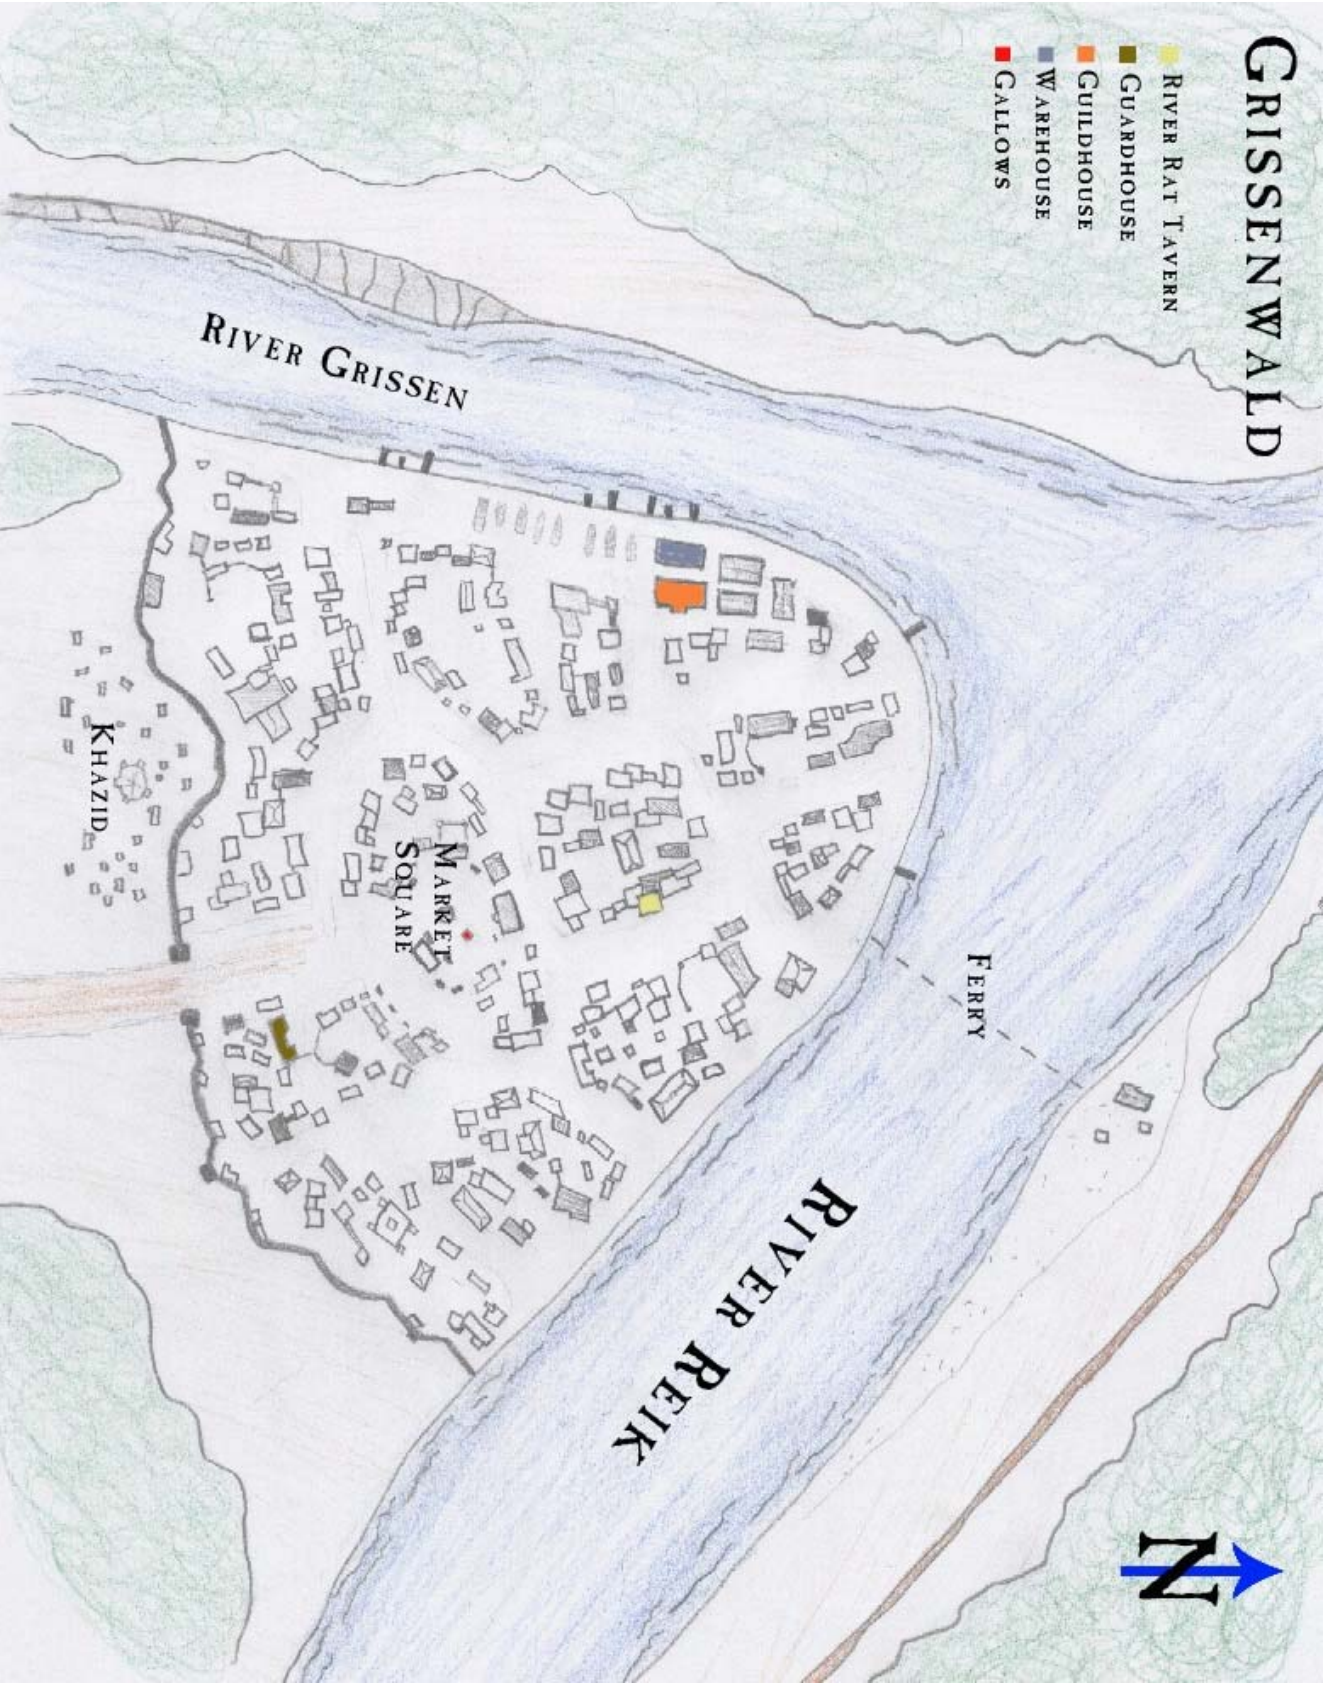 GRISSENWALD
RIVER RAT TAVERN
GUARDHOUSE
GUILDHOUSE
WAREHOUSE
GALLOWS
RIVER GRISSEN
FERRY
MARKET
SQUARE
KHAZID
RIVER REIK
N